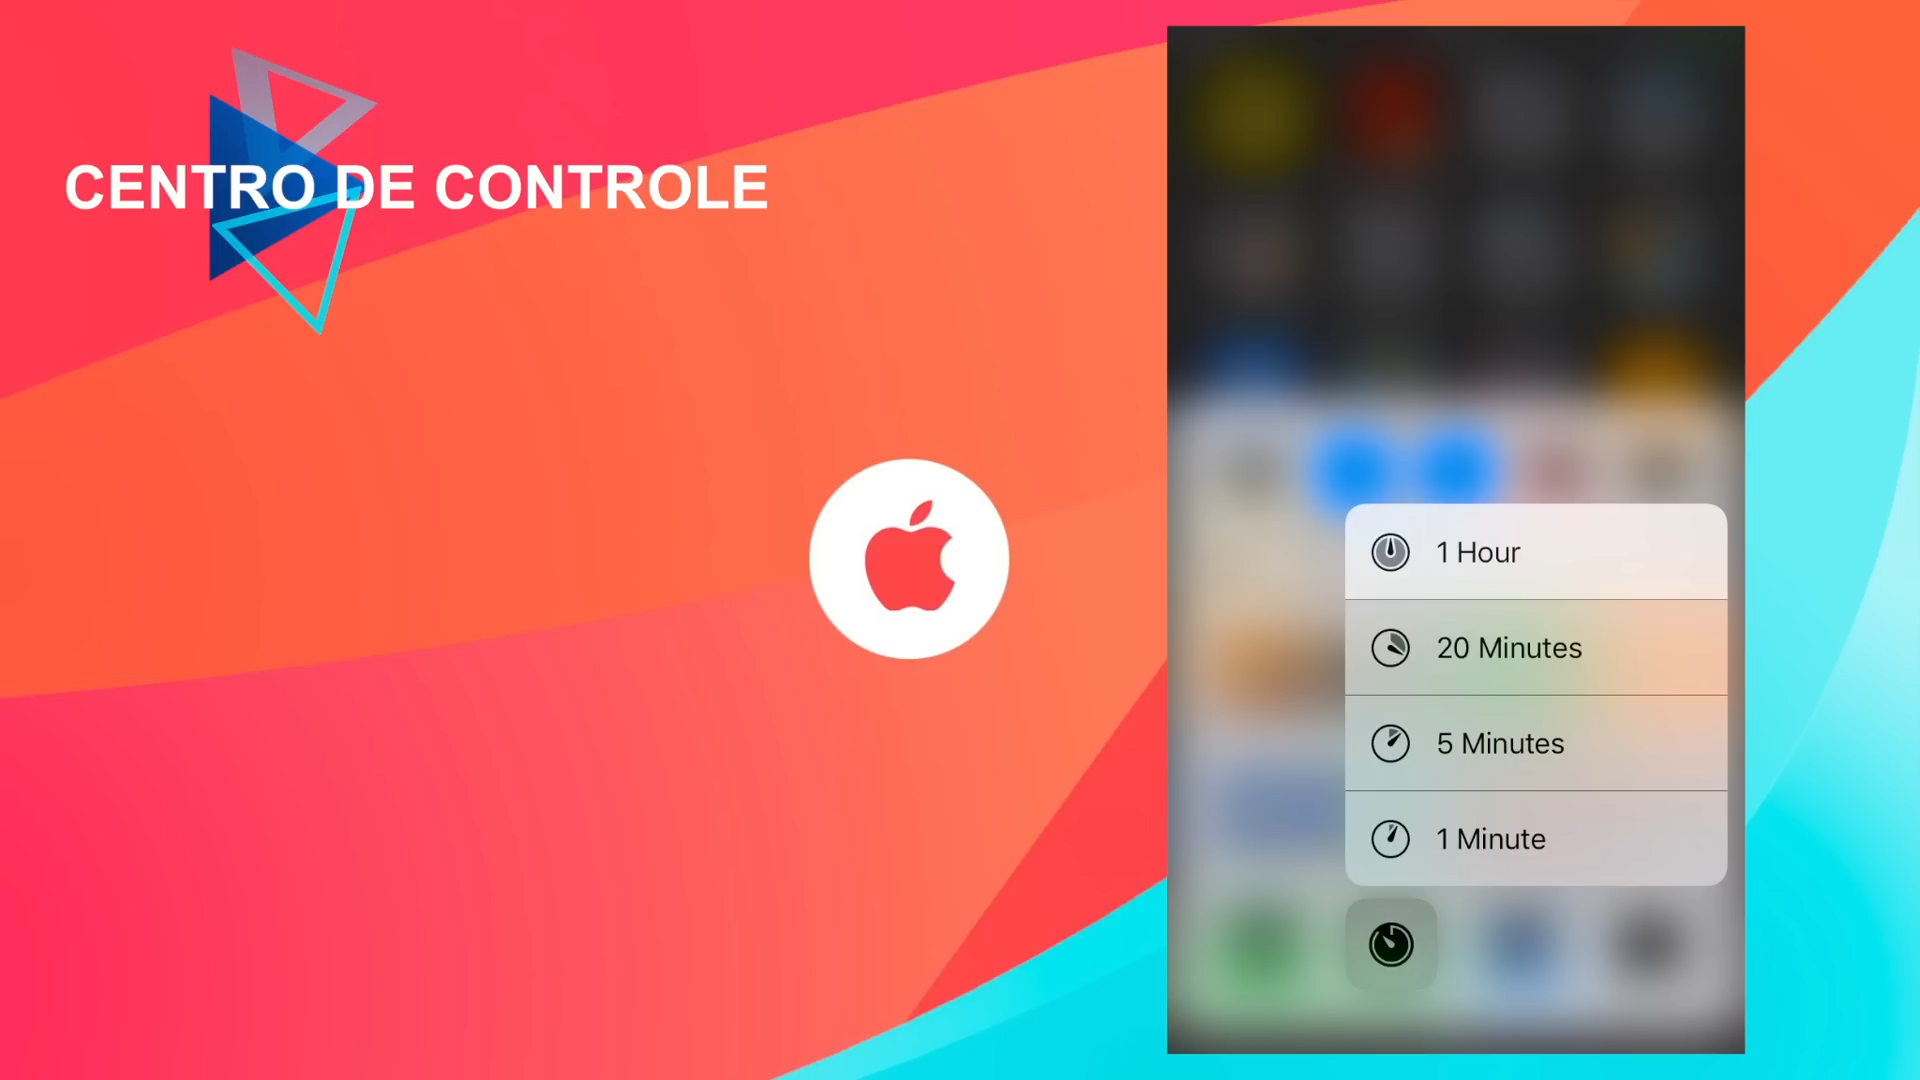 CENTRO DE CONTROLE
1 Hour
20 Minutes
5 Minutes
1 Minute